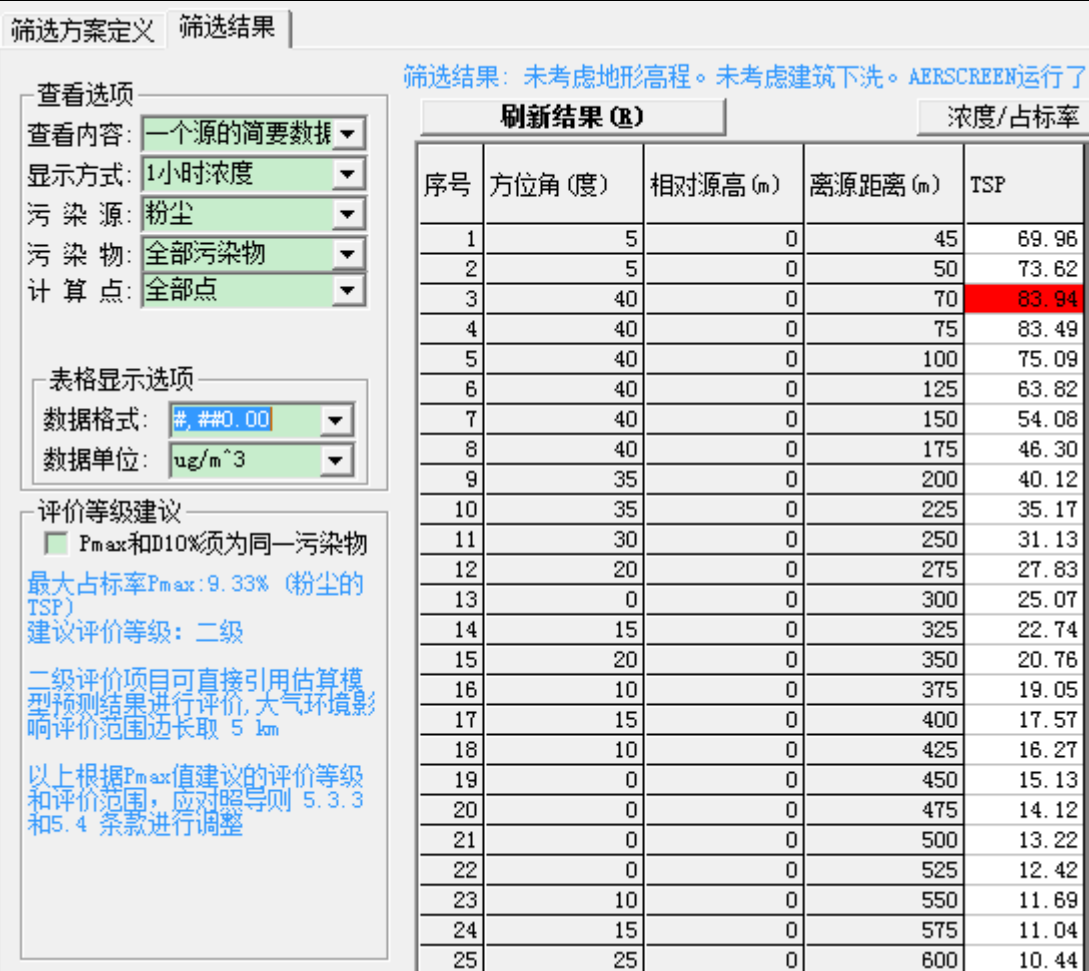 筛选方案定义 筛选结果
筛选结果: 未考虑地形高程。未考虑建筑下洗。AERSCREEN运行了
刷新结果(R) 浓度/占标率
查看选项
查看内容: 一个源的简要数据
显示方式: 1小时浓度
污 染 源: 粉尘
污 染 物: 全部污染物
计 算 点: 全部点
表格显示选项
数据格式: #,##0.00
数据单位: ug/m^3
评价等级建议
Pmax和D10%须为同一污染物
最大占标率Pmax:9.33% (粉尘的
TSP)
建议评价等级: 二级
二级评价项目可直接引用估算模
型预测结果进行评价,大气环境影
响评价范围边长取 5 km
以上根据Pmax值建议的评价等级
和评价范围，应对照导则 5.3.3
和5.4 条款进行调整
序号 方位角(度) 相对源高(m) 离源距离(m) TSP
1 5 0 45 69.96
2 5 0 50 73.62
3 40 0 70 83.94
4 40 0 75 83.49
5 40 0 100 75.09
6 40 0 125 63.82
7 40 0 150 54.08
8 40 0 175 46.30
9 35 0 200 40.12
10 35 0 225 35.17
11 30 0 250 31.13
12 20 0 275 27.83
13 0 0 300 25.07
14 15 0 325 22.74
15 20 0 350 20.76
16 10 0 375 19.05
17 15 0 400 17.57
18 10 0 425 16.27
19 0 0 450 15.13
20 0 0 475 14.12
21 0 0 500 13.22
22 0 0 525 12.42
23 10 0 550 11.69
24 15 0 575 11.04
25 25 0 600 10.44